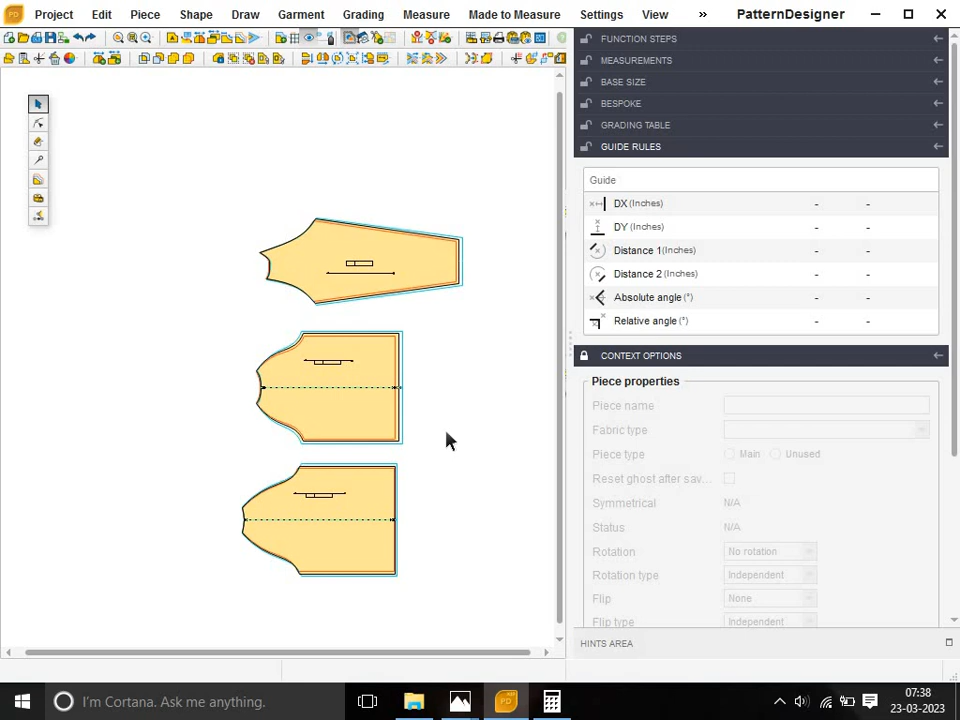 Project Edit Piece Shape Draw Garment Grading Measure Made to Measure Settings View » PatternDesigner
FUNCTION STEPS
MEASUREMENTS
BASE SIZE
BESPOKE
GRADING TABLE
GUIDE RULES
Guide
DX (Inches) - -
DY (Inches) - -
Distance 1(Inches) - -
Distance 2 (Inches) - -
Absolute angle (°) - -
Relative angle (°) - -
CONTEXT OPTIONS
Piece properties
Piece name
Fabric type
Piece type Main Unused
Reset ghost after sav...
Symmetrical N/A
Status: N/A
Rotation No rotation
Rotation type Independent
Flip None
Flip type Independent
HINTS AREA
I'm Cortana. Ask me anything.
PD
07:38
23-03-2023